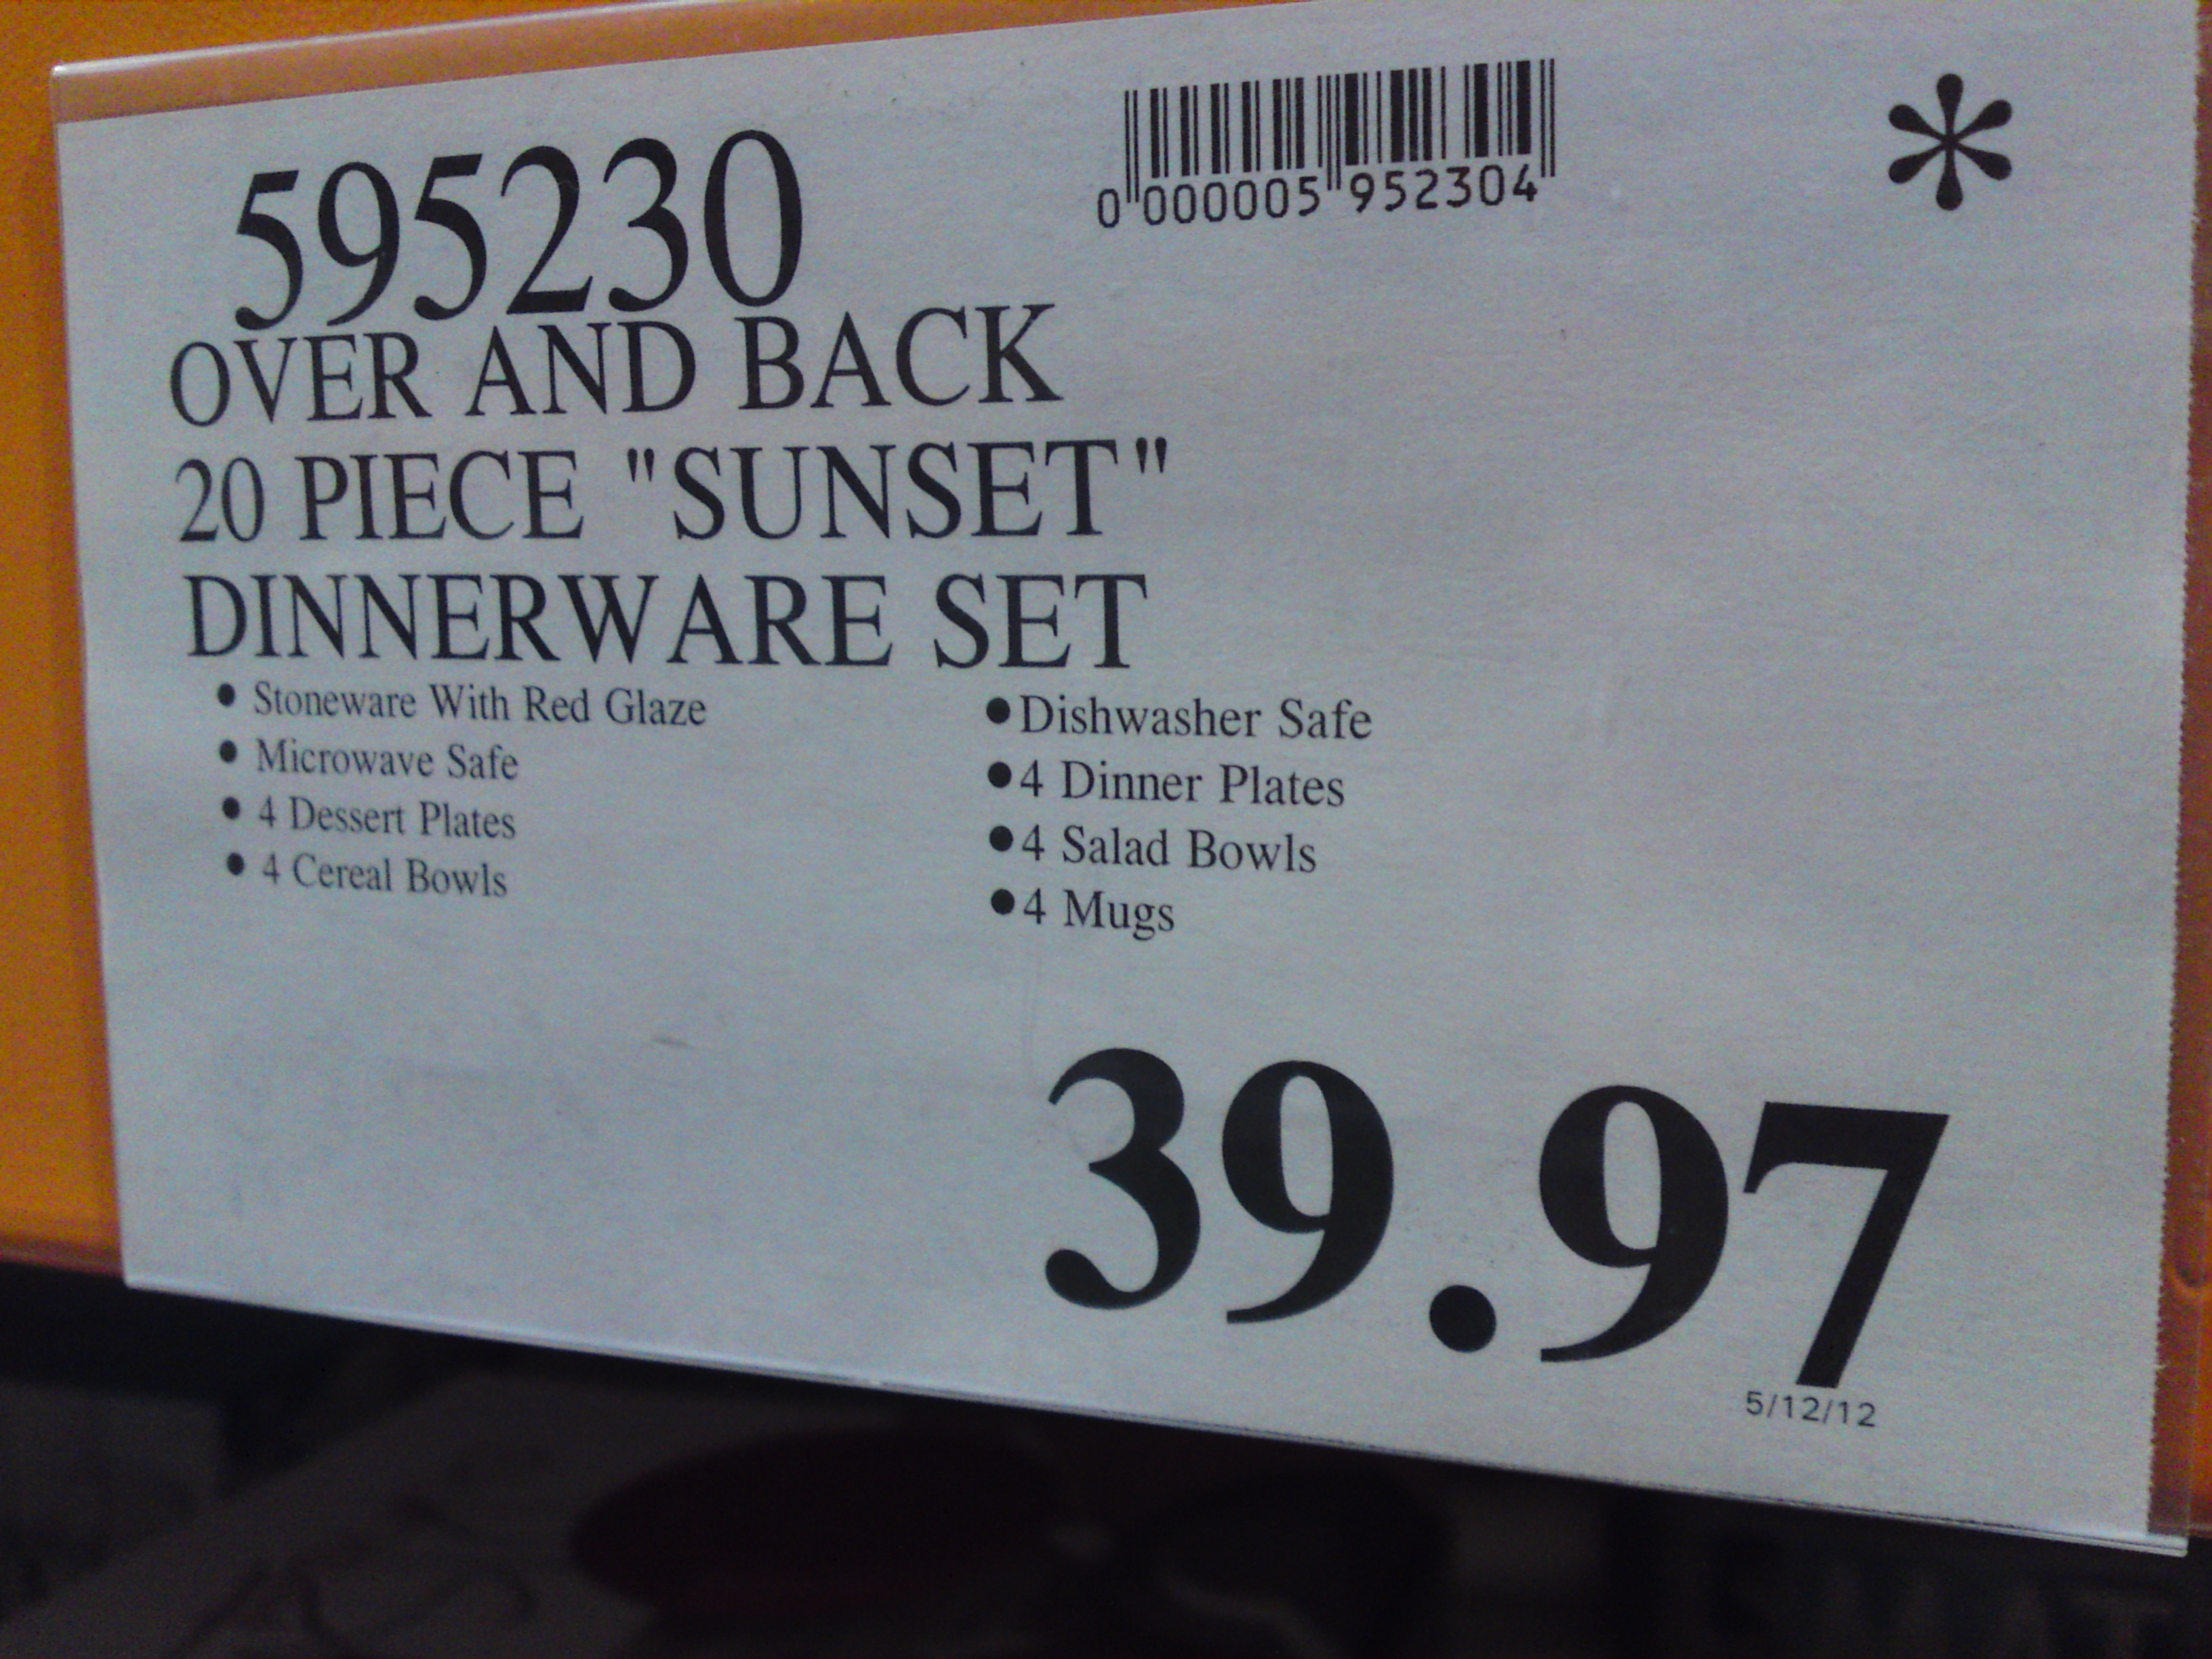 595230
0 000005 952304
*
OVER AND BACK
20 PIECE "SUNSET"
DINNERWARE SET
• Stoneware With Red Glaze
• Microwave Safe
• 4 Dessert Plates
• 4 Cereal Bowls
• Dishwasher Safe
• 4 Dinner Plates
• 4 Salad Bowls
• 4 Mugs
39.97
5/12/12